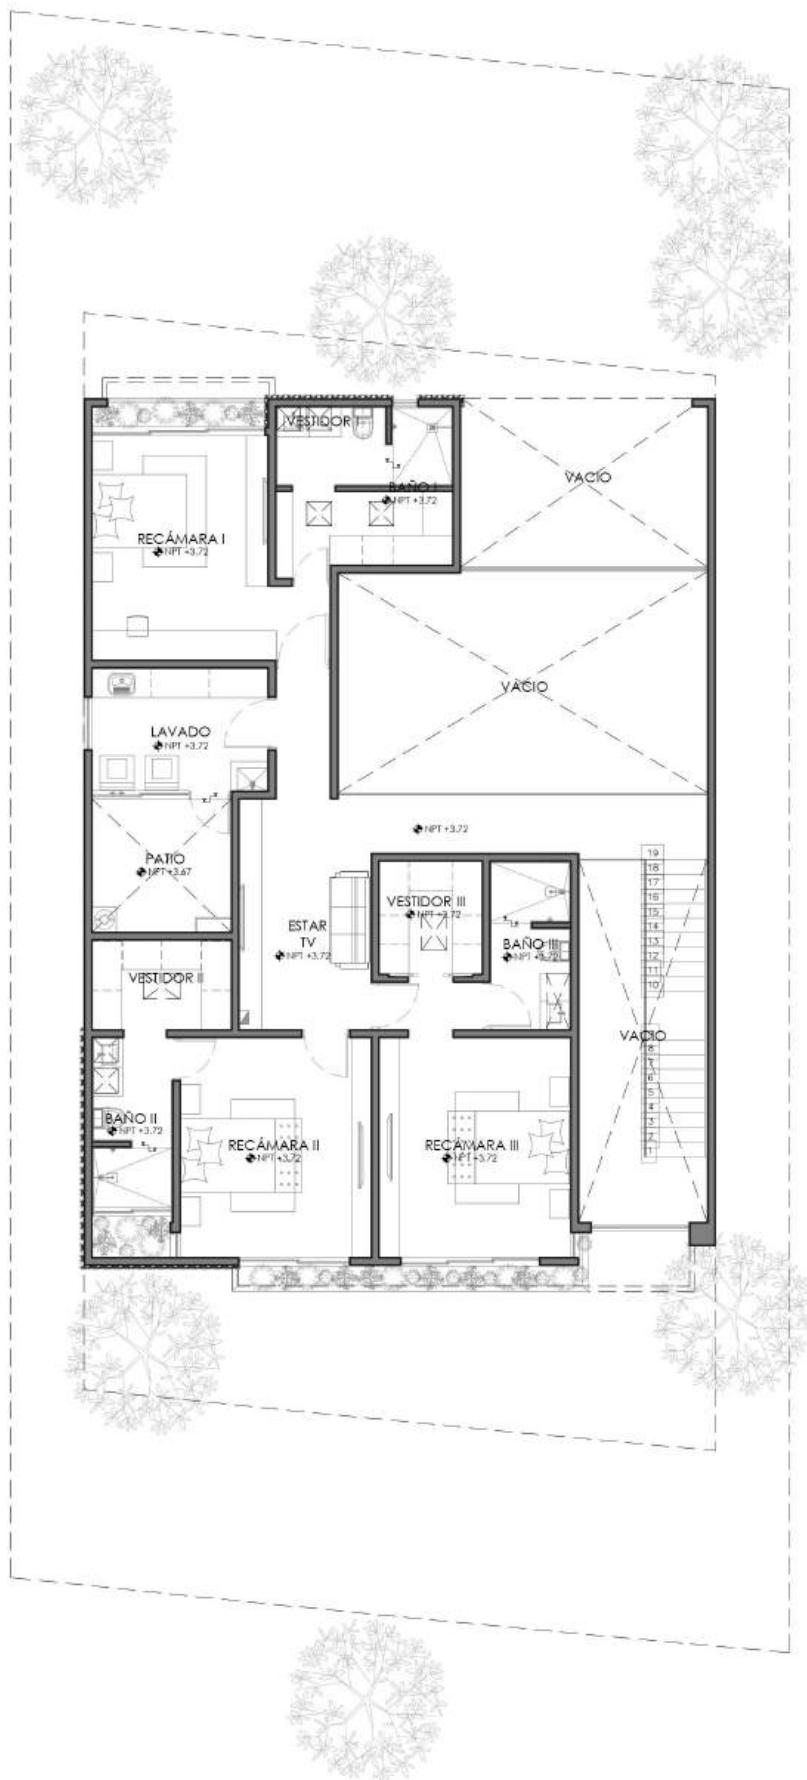 VESTIDOR I
BAÑO I
NPT +3.72
VACIO
RECÁMARA I
NPT +3.72
VACIO
LAVADO
NPT +3.72
NPT +3.72
PATIO
NPT +3.67
ESTAR
TV
NPT +3.72
VESTIDOR III
NPT +3.72
BAÑO III
NPT +3.72
19
18
17
16
15
14
13
12
11
10
VESTIDOR II
VACIO
8
7
6
5
4
3
2
1
BAÑO II
NPT +3.72
RECÁMARA II
NPT +3.72
RECÁMARA III
NPT +3.72